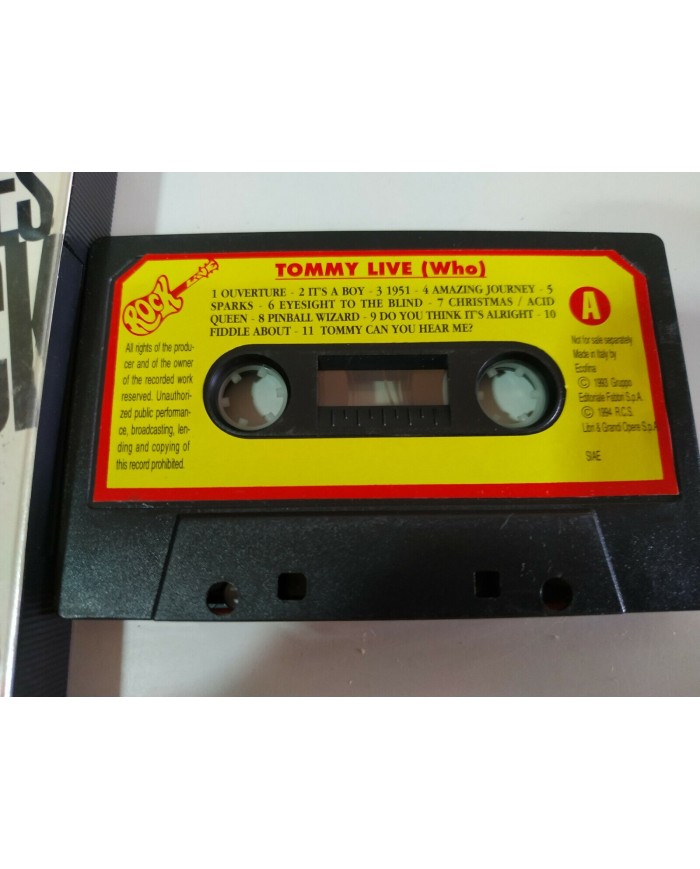 ES
CK
ROCK LIVE
TOMMY LIVE (Who)
1 OUVERTURE - 2 IT'S A BOY - 3 1951 - 4 AMAZING JOURNEY - 5
SPARKS - 6 EYESIGHT TO THE BLIND - 7 CHRISTMAS / ACID
QUEEN - 8 PINBALL WIZARD - 9 DO YOU THINK IT'S ALRIGHT - 10
FIDDLE ABOUT - 11 TOMMY CAN YOU HEAR ME?
A
All rights of the produ-
cer and of the owner
of the recorded work
reserved. Unauthori-
zed public performan-
ce, broadcasting, len-
ding and copying of
this record prohibited.
Not for sale separately
Made in Italy by
Ecofina
© 1993 Gruppo
Editoriale Fabbri S.p.A.
© 1994 R.C.S.
Libri & Grandi Opere S.p.A
SIAE